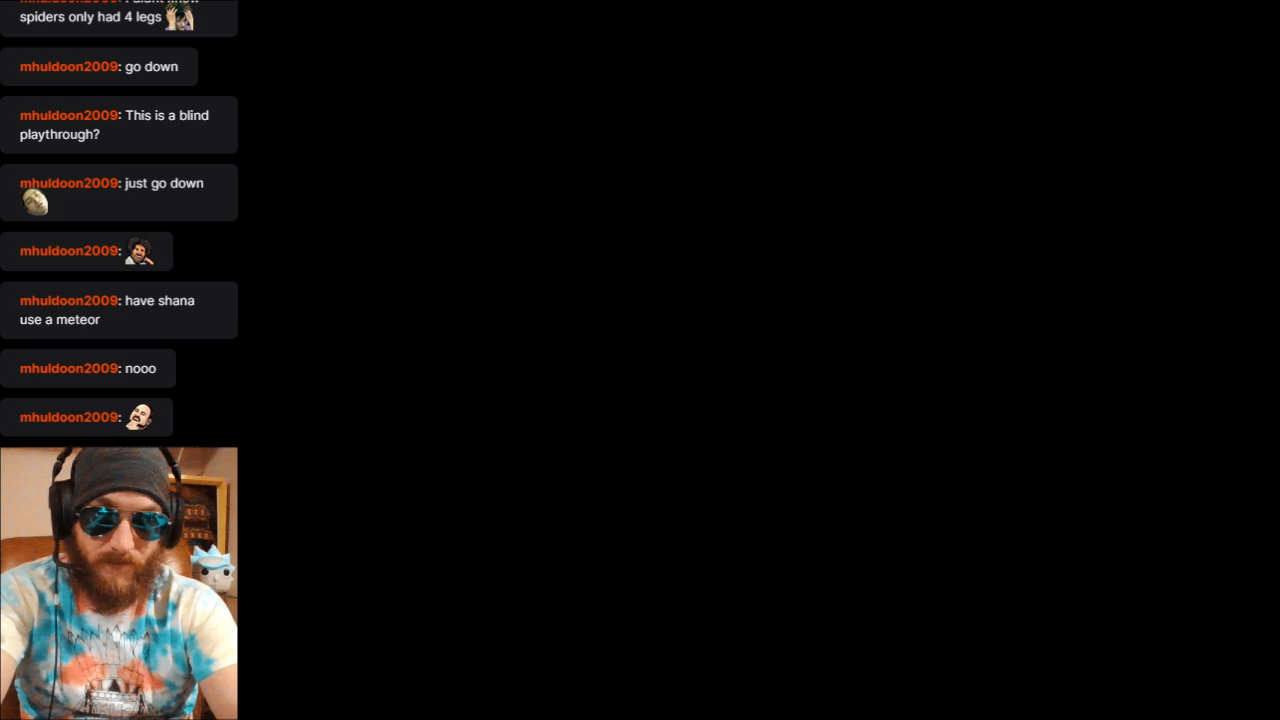 spiders only had 4 legs
mhuldoon2009: go down
mhuldoon2009: This is a blind
playthrough?
mhuldoon2009: just go down
mhuldoon2009:
mhuldoon2009: have shana
use a meteor
mhuldoon2009: nooo
mhuldoon2009: